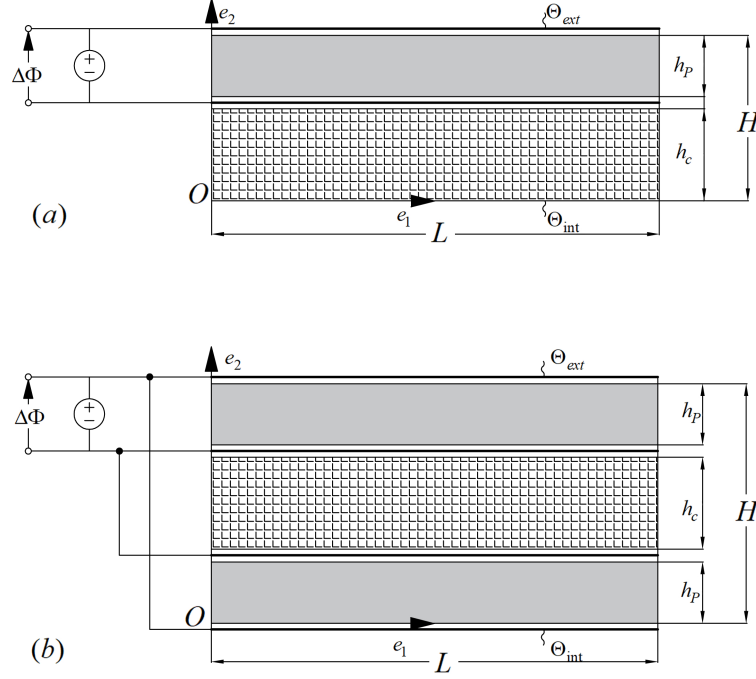 e₂
Θext
+
−
ΔΦ
hP
H
hc
O
(a)
e₁
L
Θint
e₂
Θext
+
−
ΔΦ
hP
hc
H
hP
O
(b)
e₁
L
Θint